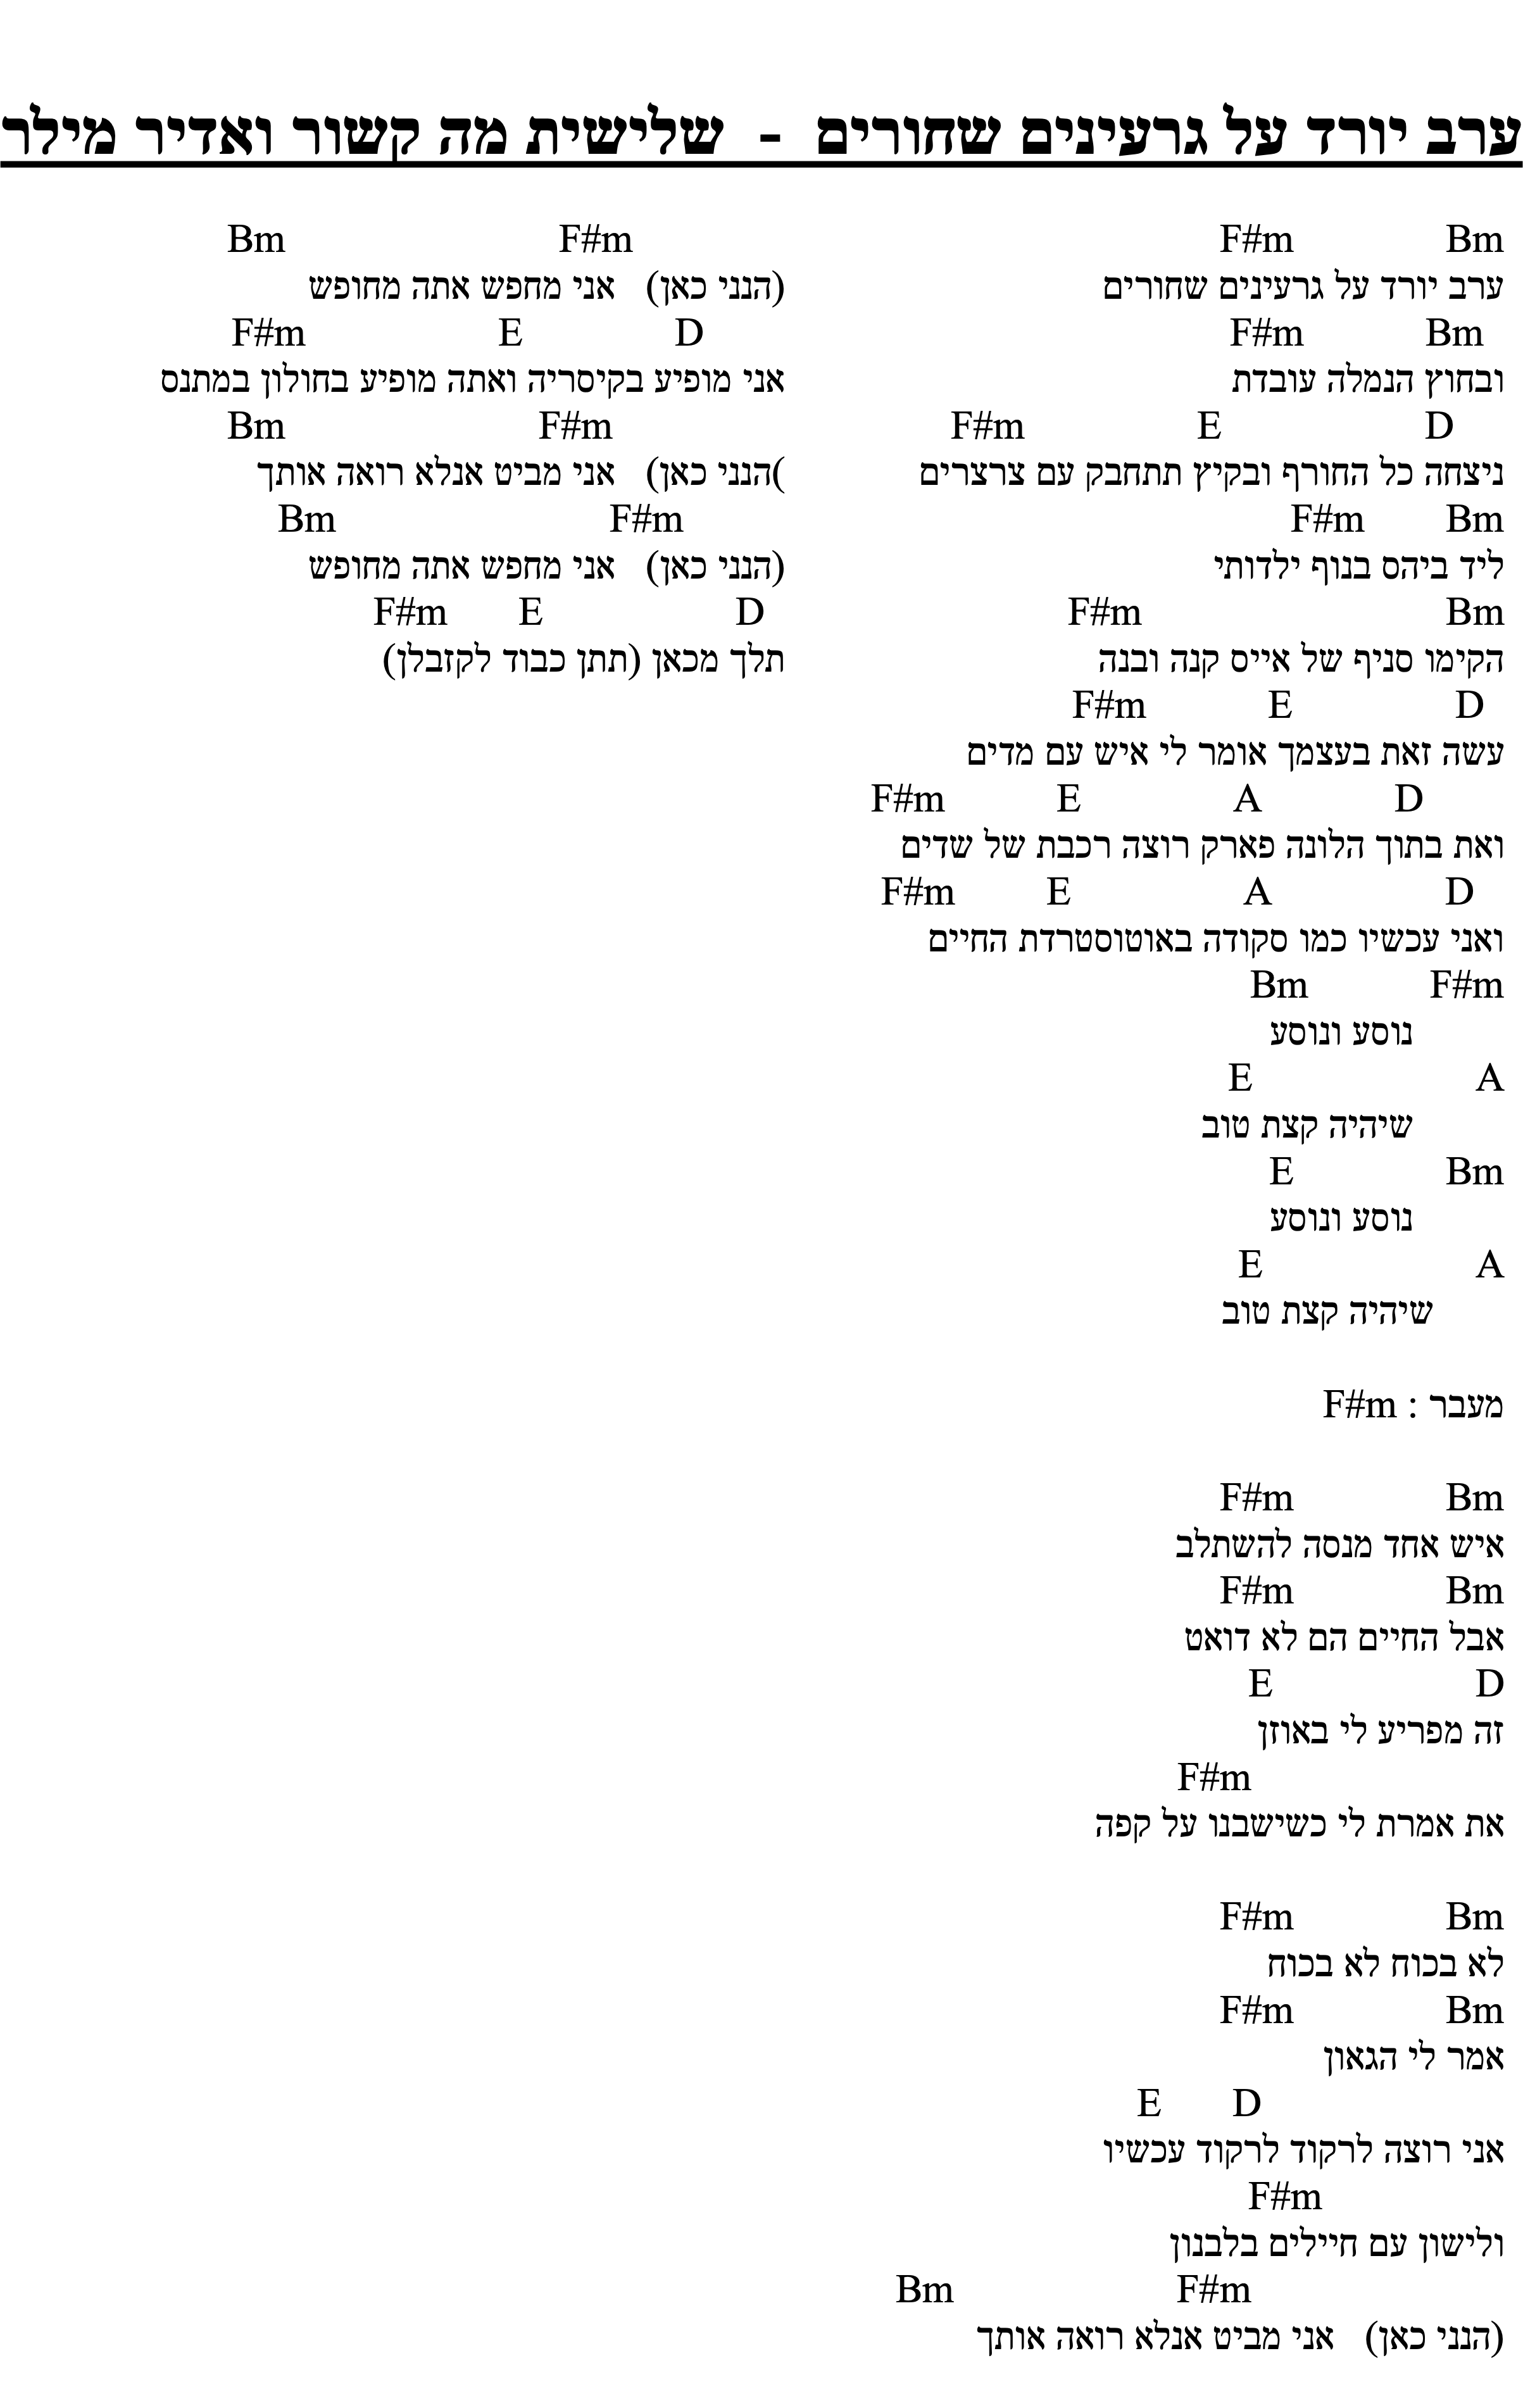 ערב יורד על גרעינים שחורים - שלישית מה קשור ואדיר מילר
Bm F#m
ערב יורד על גרעינים שחורים
Bm F#m
ובחוץ הנמלה עובדת
D E F#m
ניצחה כל החורף ובקיץ תתחבק עם צרצרים
Bm F#m
ליד ביהס בנוף ילדותי
Bm F#m
הקימו סניף של אייס קנה ובנה
D E F#m
עשה זאת בעצמך אומר לי איש עם מדים
D A E F#m
ואת בתוך הלונה פארק רוצה רכבת של שדים
D A E F#m
ואני עכשיו כמו סקודה באוטוסטרדת החיים
F#m Bm
נוסע ונוסע
A E
שיהיה קצת טוב
Bm E
נוסע ונוסע
A E
שיהיה קצת טוב
מעבר : F#m
Bm F#m
איש אחד מנסה להשתלב
Bm F#m
אבל החיים הם לא דואט
D E
זה מפריע לי באוזן
F#m
את אמרת לי כשישבנו על קפה
Bm F#m
לא בכוח לא בכוח
Bm F#m
אמר לי הגאון
D E
אני רוצה לרקוד לרקוד עכשיו
F#m
ולישון עם חיילים בלבנון
F#m Bm
(הנני כאן) אני מביט אנלא רואה אותך
F#m Bm
(הנני כאן) אני מחפש אתה מחופש
D E F#m
אני מופיע בקיסריה ואתה מופיע בחולון במתנס
F#m Bm
)הנני כאן) אני מביט אנלא רואה אותך
F#m Bm
(הנני כאן) אני מחפש אתה מחופש
D E F#m
תלך מכאן (תתן כבוד לקזבלן)